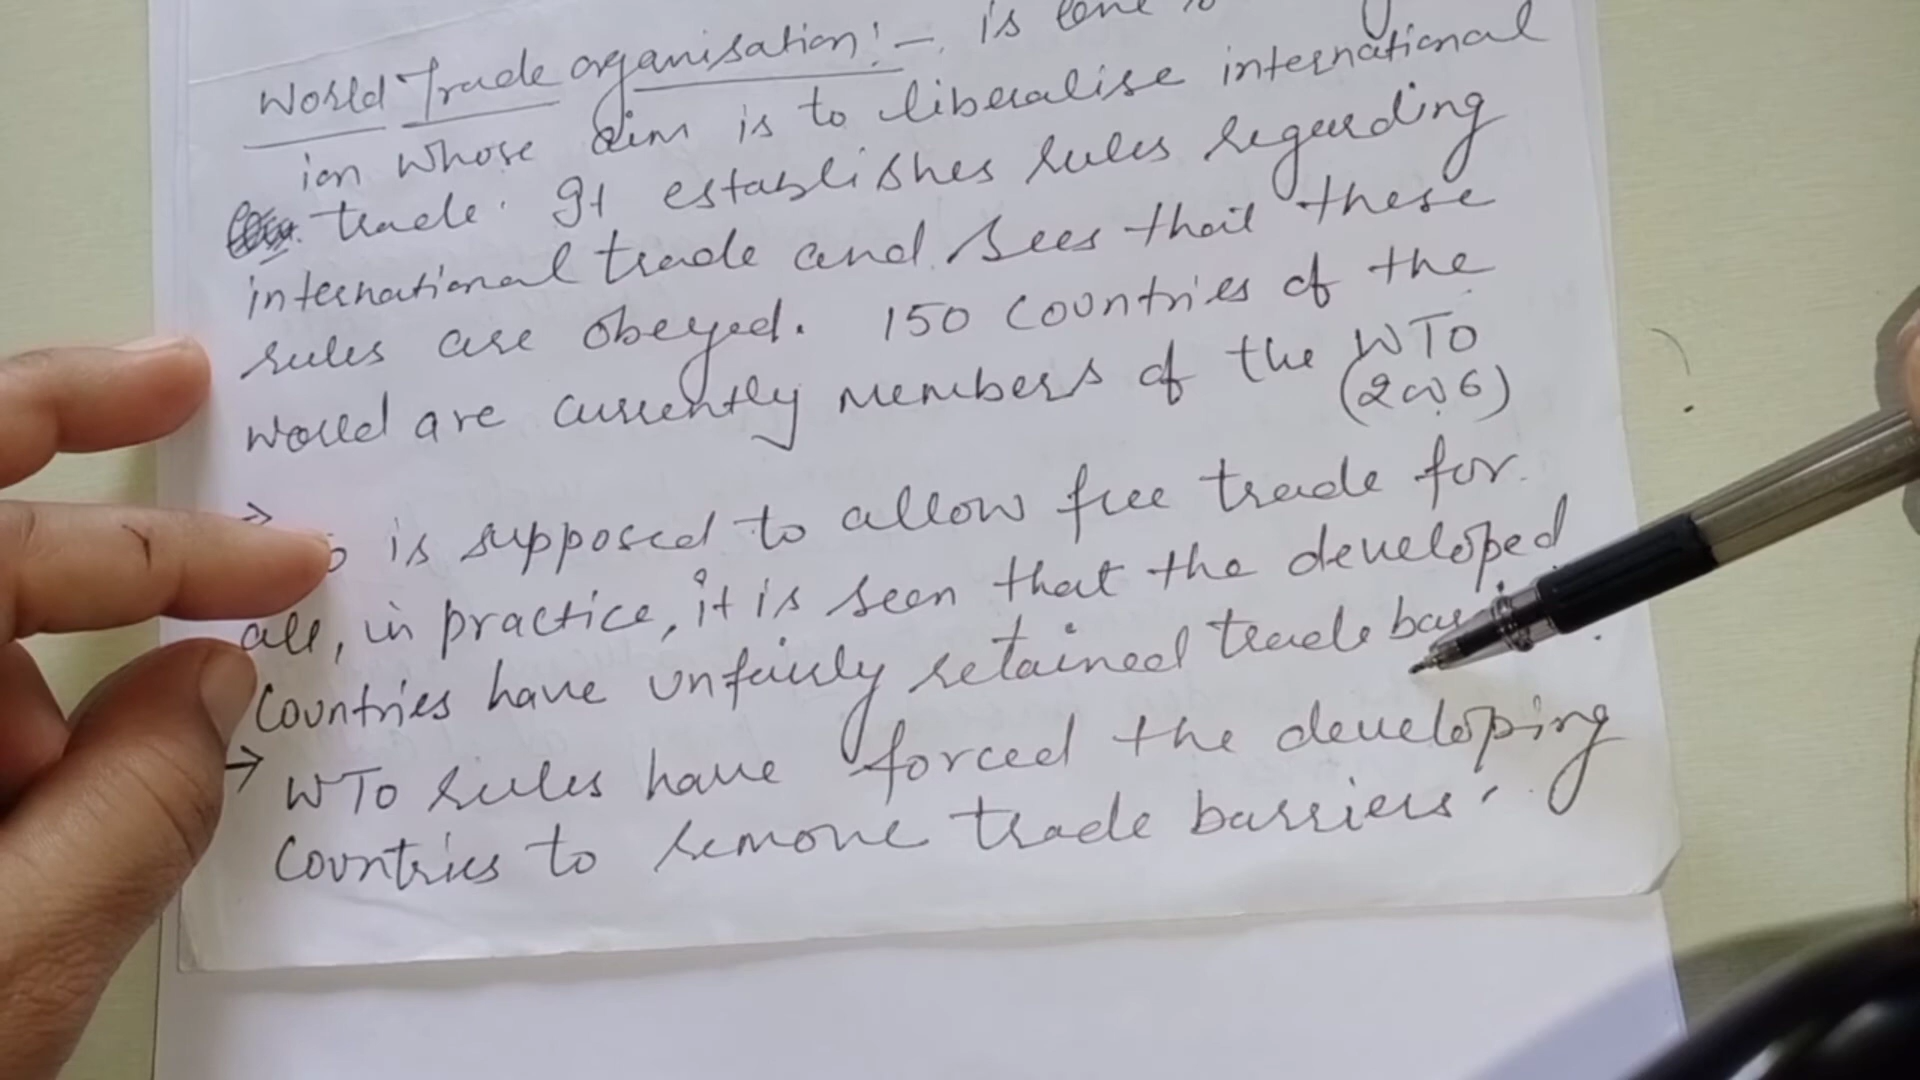 World Trade organisation:- is
ion whose aim is to liberalise international
trade. It establishes rules regarding
international trade and sees that these
rules are obeyed. 150 countries of the
world are currently members of the WTO
(2006)
→
is supposed to allow free trade for
all, in practice, it is seen that the developed
countries have unfairly retained trade
→ WTO rules have forced the developing
countries to remove trade barriers.